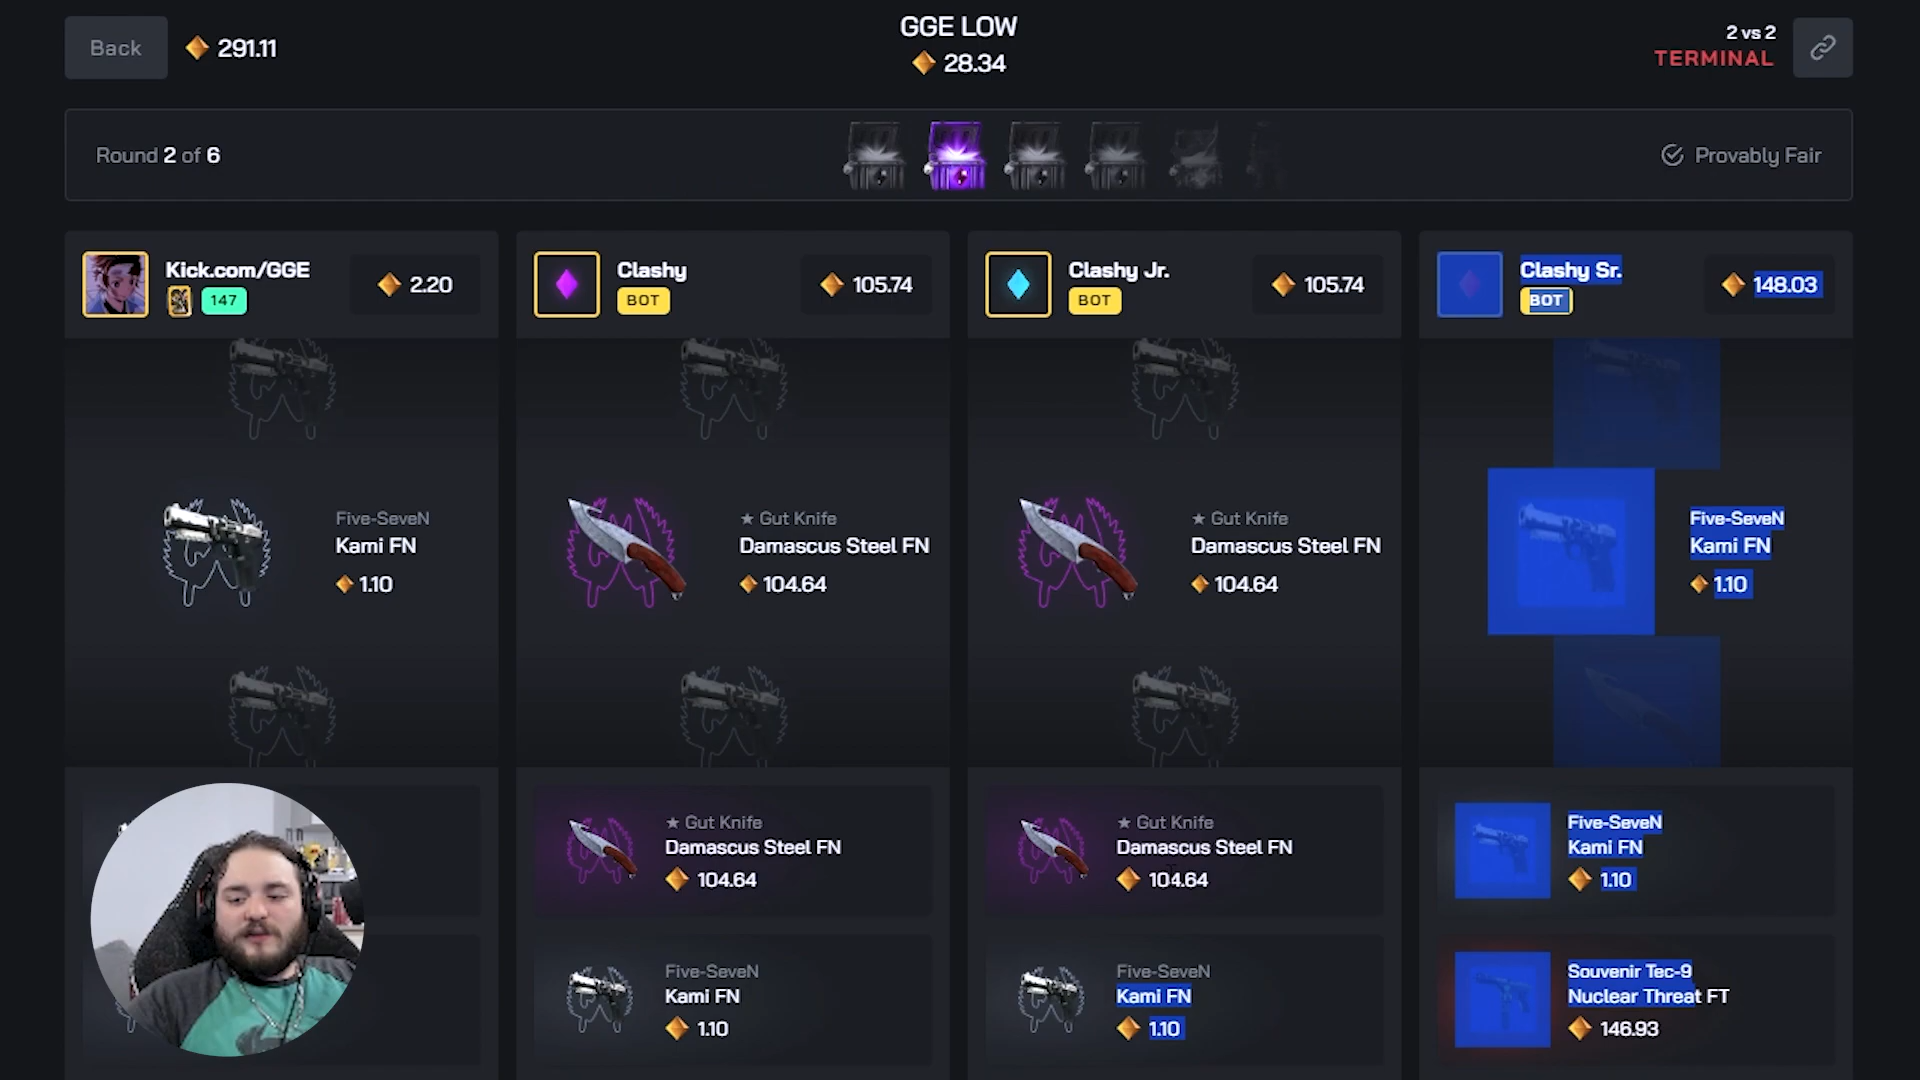 Back
291.11
GGE LOW
28.34
2 vs 2
TERMINAL
Round 2 of 6
Provably Fair
Kick.com/GGE
147
2.20
Clashy
BOT
105.74
Clashy Jr.
BOT
105.74
Clashy Sr.
BOT
148.03
Five-SeveN
Kami FN
1.10
★ Gut Knife
Damascus Steel FN
104.64
★ Gut Knife
Damascus Steel FN
104.64
Five-SeveN
Kami FN
1.10
★ Gut Knife
Damascus Steel FN
104.64
★ Gut Knife
Damascus Steel FN
104.64
Five-SeveN
Kami FN
1.10
Five-SeveN
Kami FN
1.10
Five-SeveN
Kami FN
1.10
Souvenir Tec-9
Nuclear Threat FT
146.93